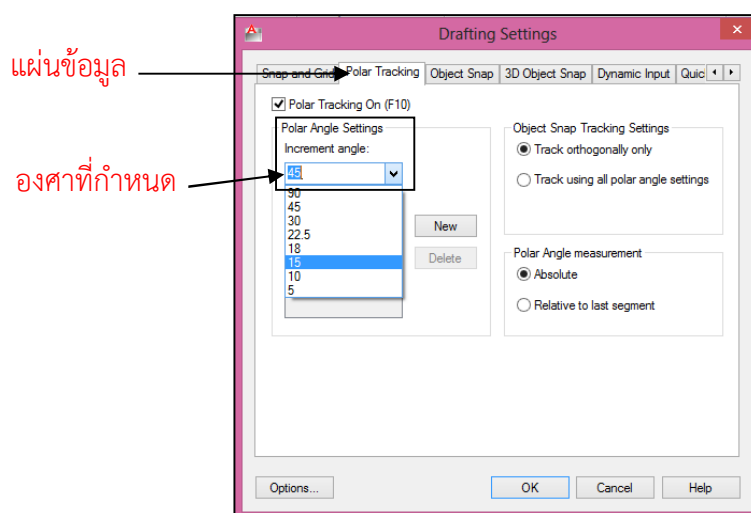 Drafting Settings
แผ่นข้อมูล
Snap and Grid Polar Tracking Object Snap 3D Object Snap Dynamic Input Quic
Polar Tracking On (F10)
Polar Angle Settings
Increment angle:
องศาที่กำหนด
45
90
45
30
22.5
18
15
10
5
New
Delete
Object Snap Tracking Settings
Track orthogonally only
Track using all polar angle settings
Polar Angle measurement
Absolute
Relative to last segment
Options...
OK
Cancel
Help